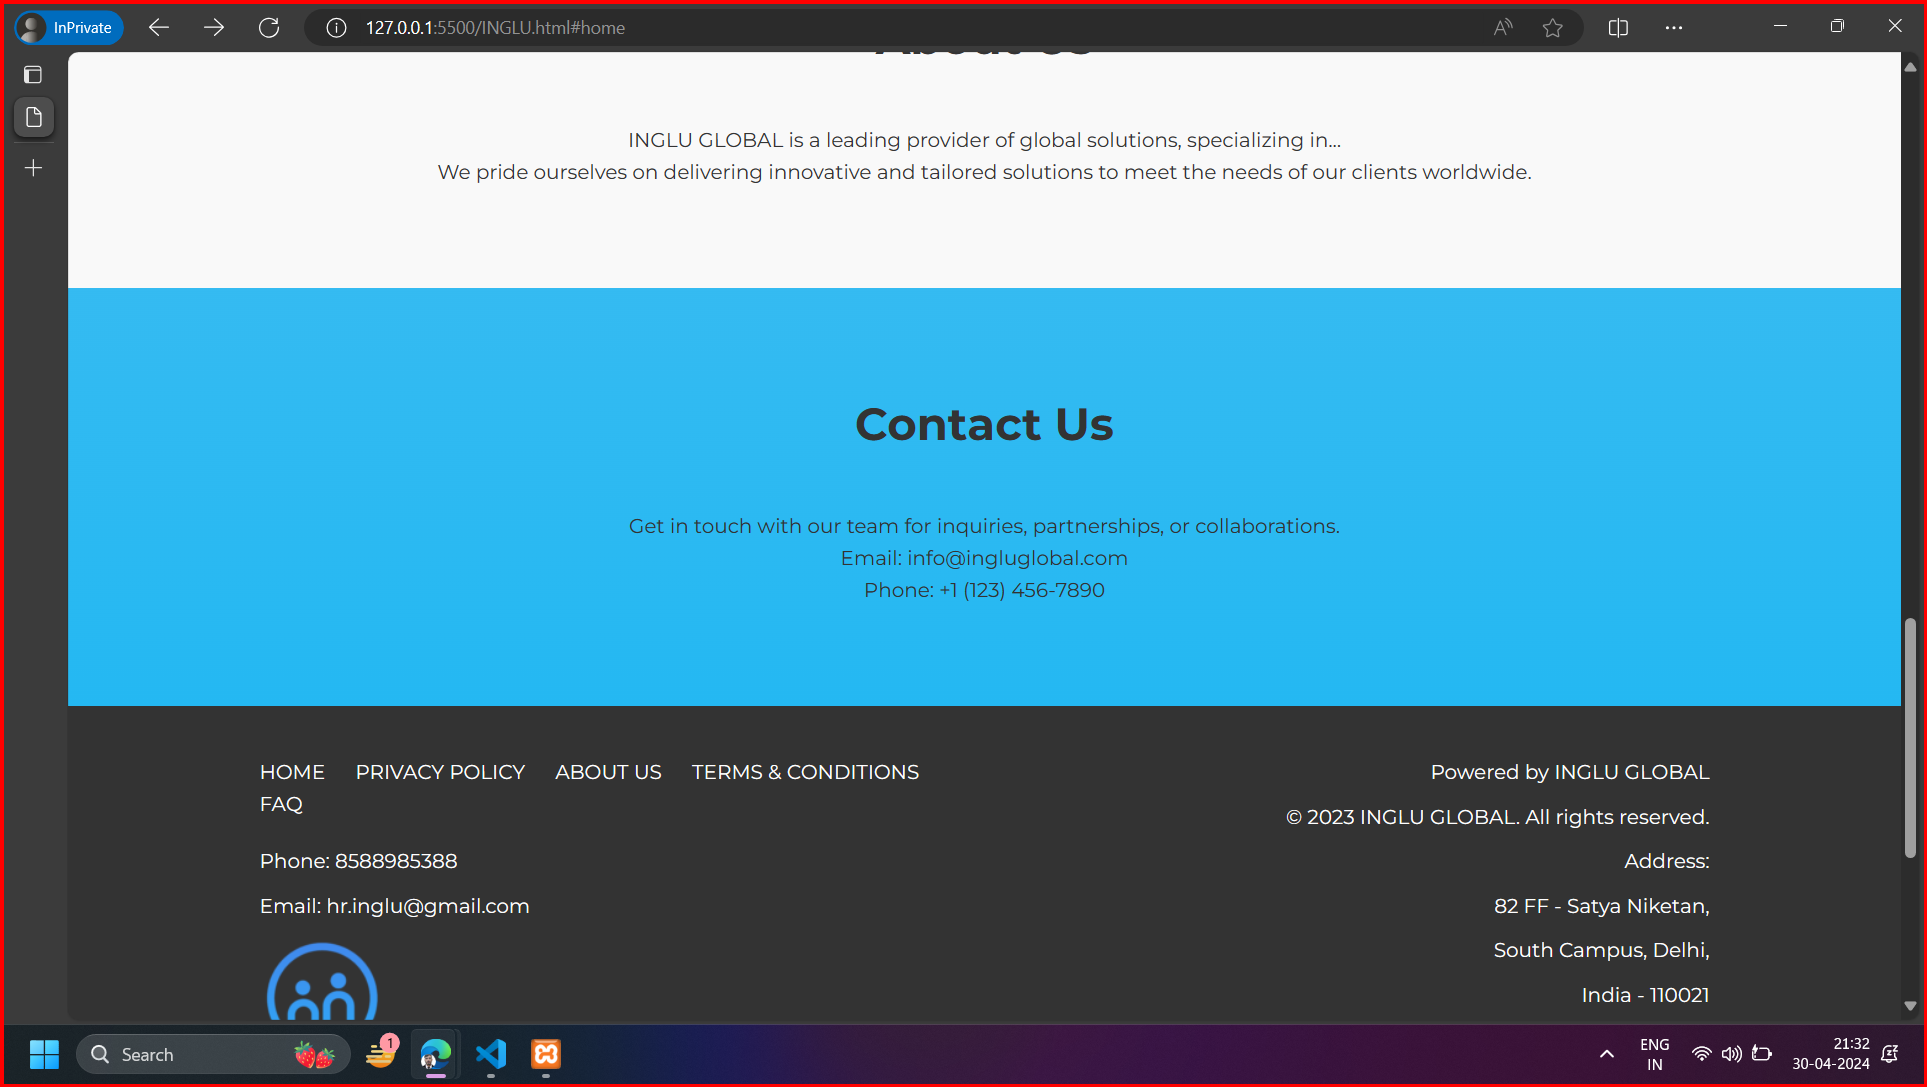 InPrivate
127.0.0.1:5500/INGLU.html#home
About Us
INGLU GLOBAL is a leading provider of global solutions, specializing in...
We pride ourselves on delivering innovative and tailored solutions to meet the needs of our clients worldwide.
Contact Us
Get in touch with our team for inquiries, partnerships, or collaborations.
Email: info@ingluglobal.com
Phone: +1 (123) 456-7890
HOME PRIVACY POLICY ABOUT US TERMS & CONDITIONS
FAQ
Phone: 8588985388
Email: hr.inglu@gmail.com
Powered by INGLU GLOBAL
© 2023 INGLU GLOBAL. All rights reserved.
Address:
82 FF - Satya Niketan,
South Campus, Delhi,
India - 110021
Search
1
ENG
IN
21:32
30-04-2024